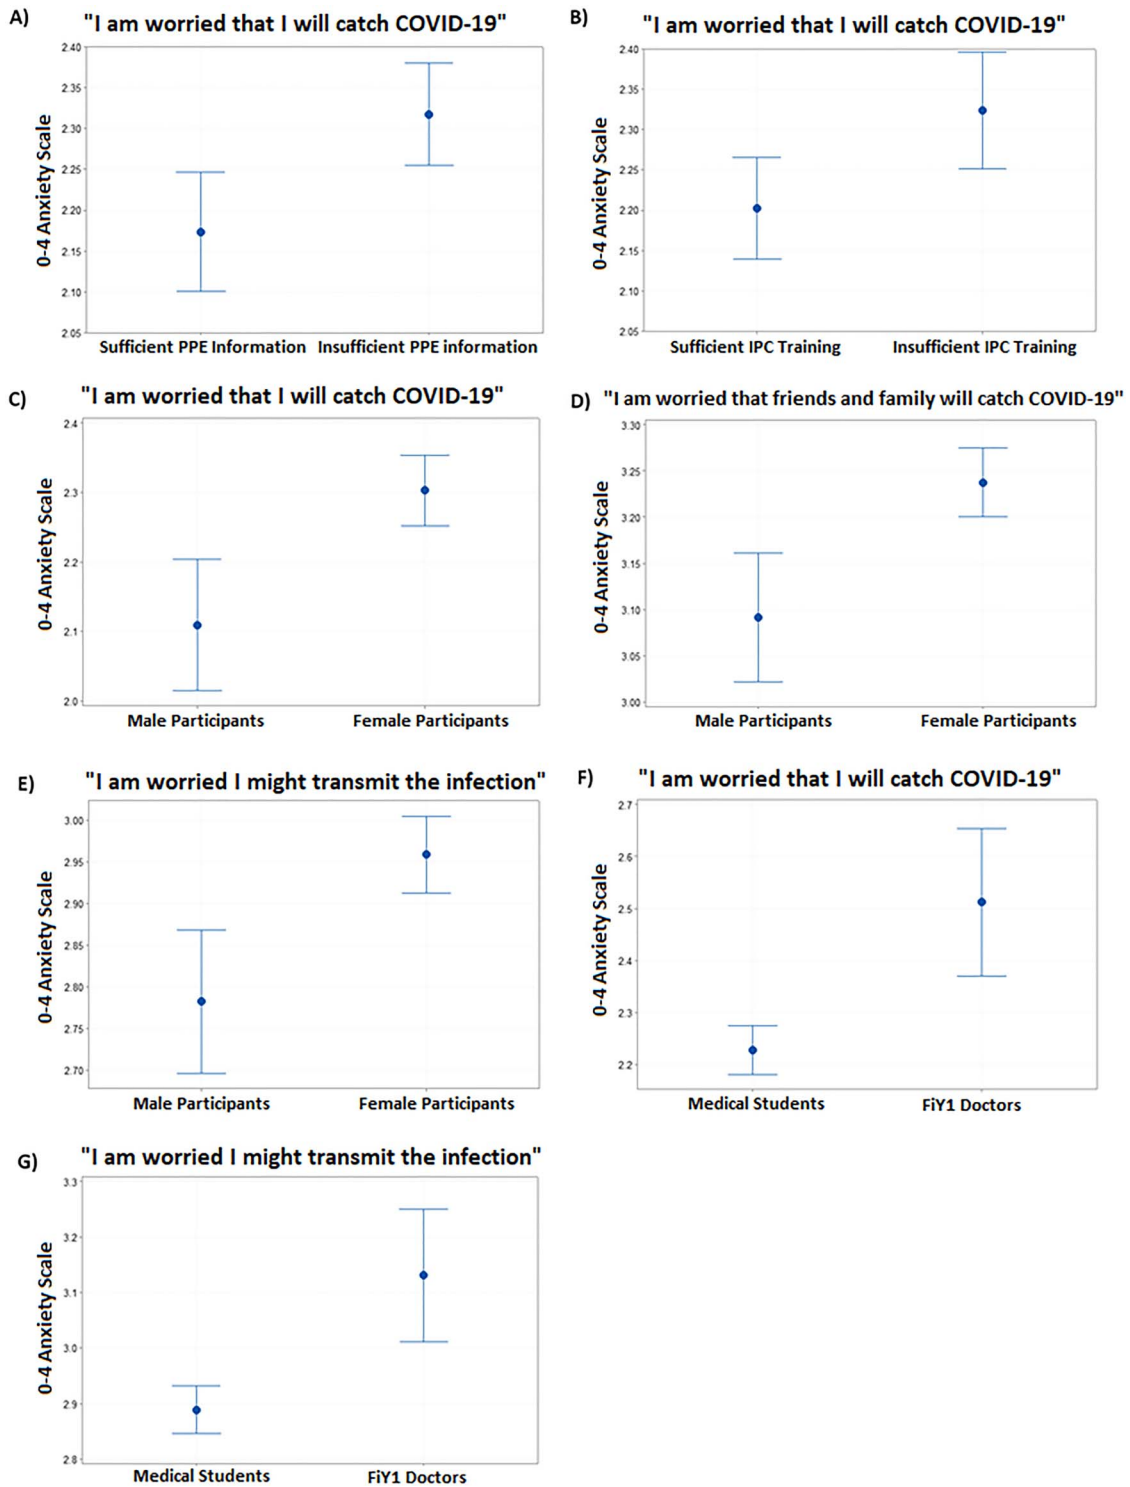 A) "I am worried that I will catch COVID-19"
0-4 Anxiety Scale
2.40
2.35
2.30
2.25
2.20
2.15
2.10
2.05
Sufficient PPE Information Insufficient PPE information
B) "I am worried that I will catch COVID-19"
0-4 Anxiety Scale
2.40
2.35
2.30
2.25
2.20
2.15
2.10
2.05
Sufficient IPC Training Insufficient IPC Training
C) "I am worried that I will catch COVID-19"
0-4 Anxiety Scale
2.4
2.3
2.2
2.1
2.0
Male Participants Female Participants
D) "I am worried that friends and family will catch COVID-19"
0-4 Anxiety Scale
3.30
3.25
3.20
3.15
3.10
3.05
3.00
Male Participants Female Participants
E) "I am worried I might transmit the infection"
0-4 Anxiety Scale
3.00
2.95
2.90
2.85
2.80
2.75
2.70
Male Participants Female Participants
F) "I am worried that I will catch COVID-19"
0-4 Anxiety Scale
2.7
2.6
2.5
2.4
2.3
2.2
Medical Students FiY1 Doctors
G) "I am worried I might transmit the infection"
0-4 Anxiety Scale
3.3
3.2
3.1
3.0
2.9
2.8
Medical Students FiY1 Doctors